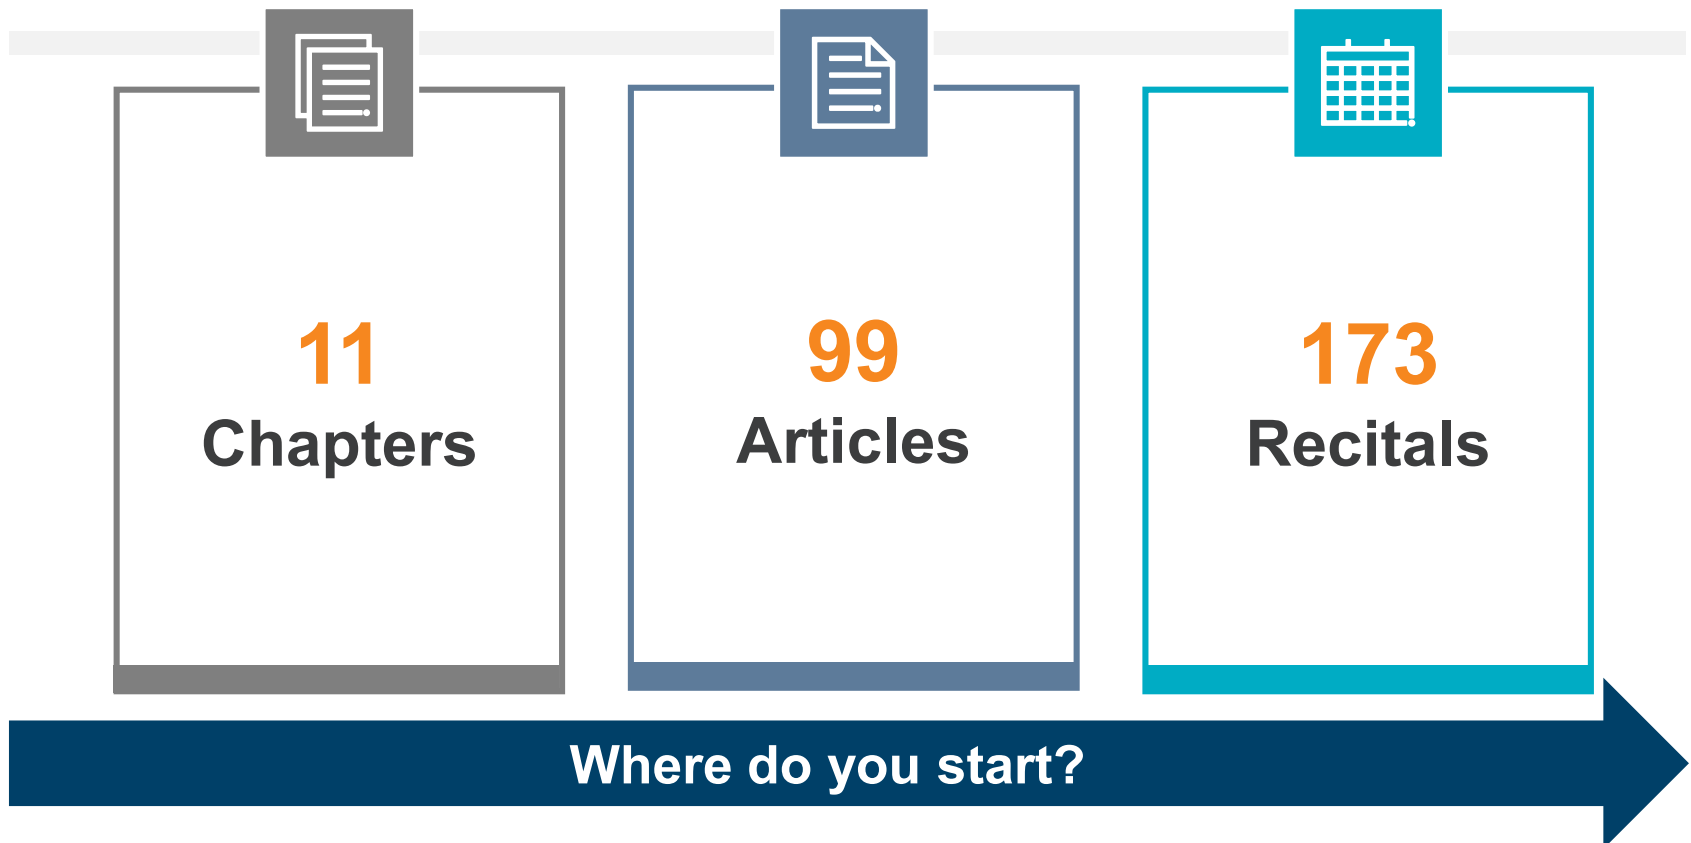 11
Chapters
99
Articles
173
Recitals
Where do you start?